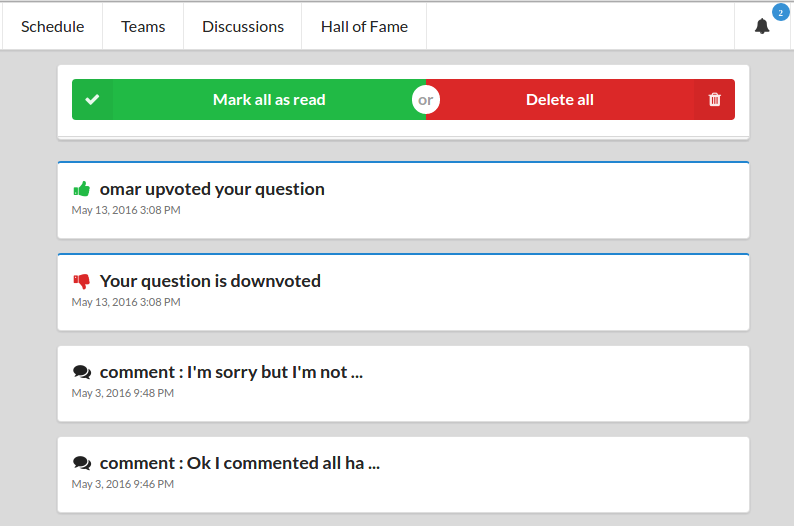 Schedule Teams Discussions Hall of Fame 2
Mark all as read or Delete all
omar upvoted your question
May 13, 2016 3:08 PM
Your question is downvoted
May 13, 2016 3:08 PM
comment : I'm sorry but I'm not ...
May 3, 2016 9:48 PM
comment : Ok I commented all ha ...
May 3, 2016 9:46 PM